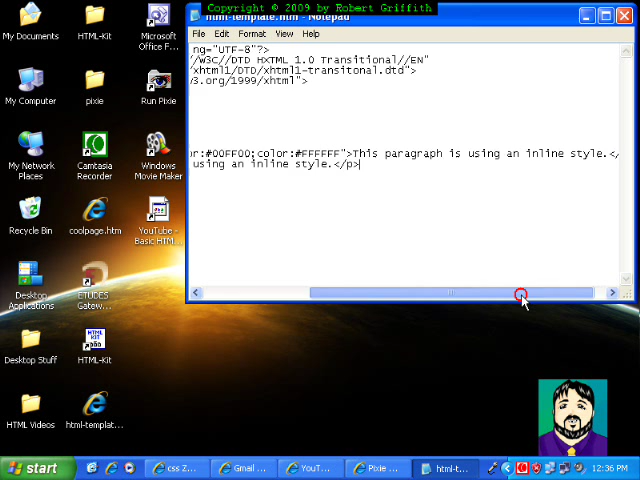 Copyright © 2009 by Robert Griffith
html-template.htm - Notepad
File Edit Format View Help
ng="UTF-8"?>
//W3C//DTD HXTML 1.0 Transitional//EN"
/xhtml1/DTD/xhtml1-transitonal.dtd">
v3.org/1999/xhtml">
or:#00FF00;color:#FFFFFF">This paragraph is using an inline style.</
using an inline style.</p>
My Documents
HTML-Kit
Microsoft
Office F...
My Computer
pixie
Run Pixie
My Network
Places
Camtasia
Recorder
Windows
Movie Maker
Recycle Bin
coolpage.htm
YouTube -
Basic HTM...
Desktop
Applications
ETUDES
Gatew...
Desktop Stuff
HTML-Kit
HTML Videos
html-templat...
start
css Z...
Gmail ...
YouT...
Pixie ...
html-t...
12:36 PM